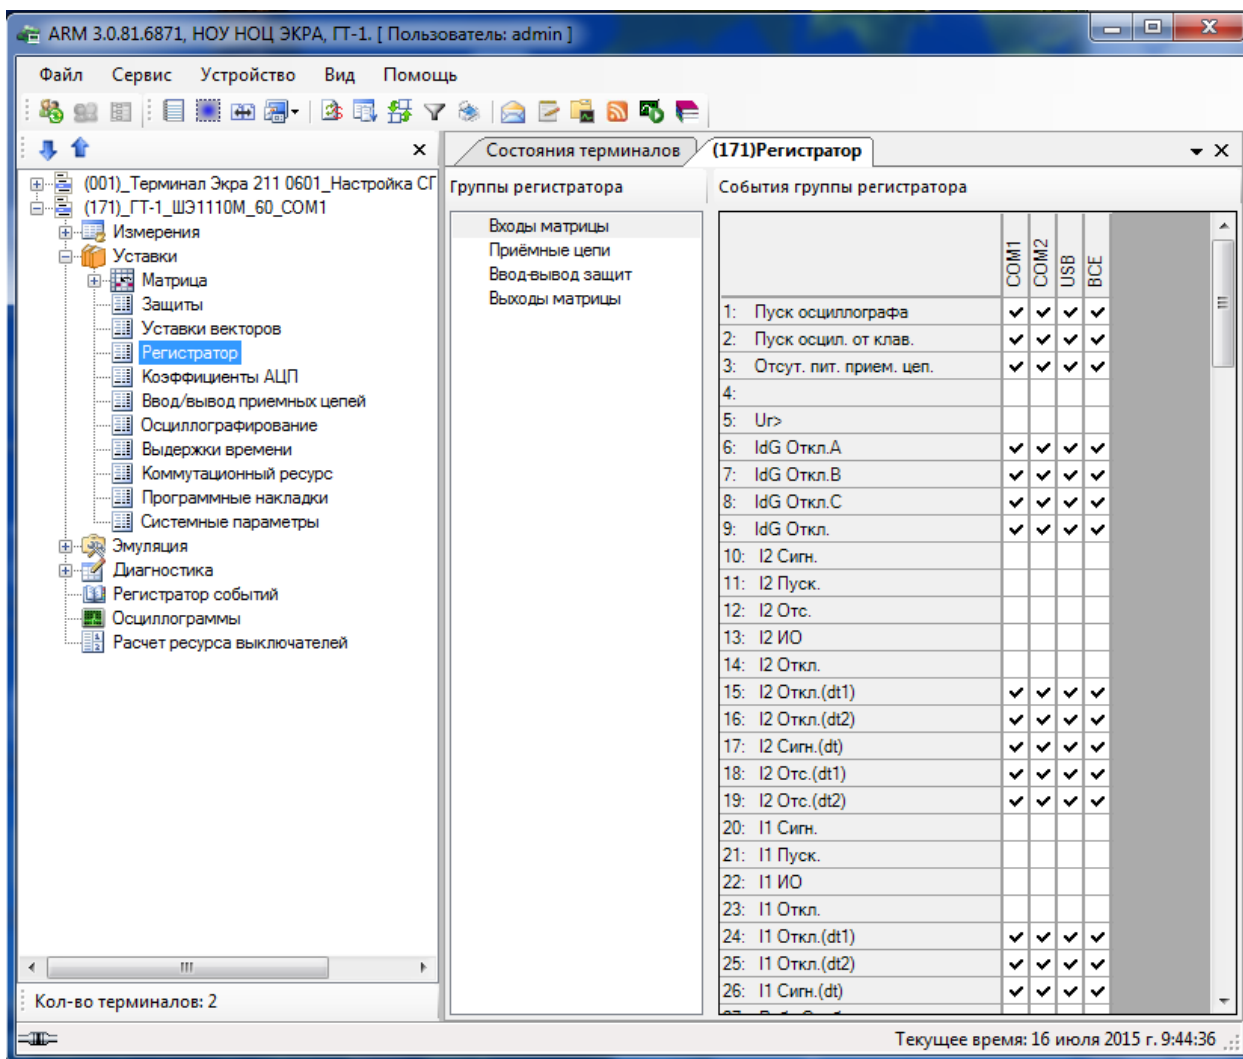 ARM 3.0.81.6871, НОУ НОЦ ЭКРА, ГТ-1. [ Пользователь: admin ]
Файл Сервис Устройство Вид Помощь
(001)_Терминал Экра 211 0601_Настройка СГ
(171)_ГТ-1_ШЭ1110М_60_COM1
Измерения
Уставки
Матрица
Защиты
Уставки векторов
Регистратор
Коэффициенты АЦП
Ввод/вывод приемных цепей
Осциллографирование
Выдержки времени
Коммутационный ресурс
Программные накладки
Системные параметры
Эмуляция
Диагностика
Регистратор событий
Осциллограммы
Расчет ресурса выключателей
Кол-во терминалов: 2
Состояния терминалов (171)Регистратор
Группы регистратора
Входы матрицы
Приёмные цепи
Ввод-вывод защит
Выходы матрицы
События группы регистратора
COM1 COM2 USB ВСЕ
1: Пуск осциллографа
2: Пуск осцил. от клав.
3: Отсут. пит. прием. цеп.
4:
5: Ur>
6: IdG Откл.A
7: IdG Откл.B
8: IdG Откл.C
9: IdG Откл.
10: I2 Сигн.
11: I2 Пуск.
12: I2 Отс.
13: I2 ИО
14: I2 Откл.
15: I2 Откл.(dt1)
16: I2 Откл.(dt2)
17: I2 Сигн.(dt)
18: I2 Отс.(dt1)
19: I2 Отс.(dt2)
20: I1 Сигн.
21: I1 Пуск.
22: I1 ИО
23: I1 Откл.
24: I1 Откл.(dt1)
25: I1 Откл.(dt2)
26: I1 Сигн.(dt)
Текущее время: 16 июля 2015 г. 9:44:36